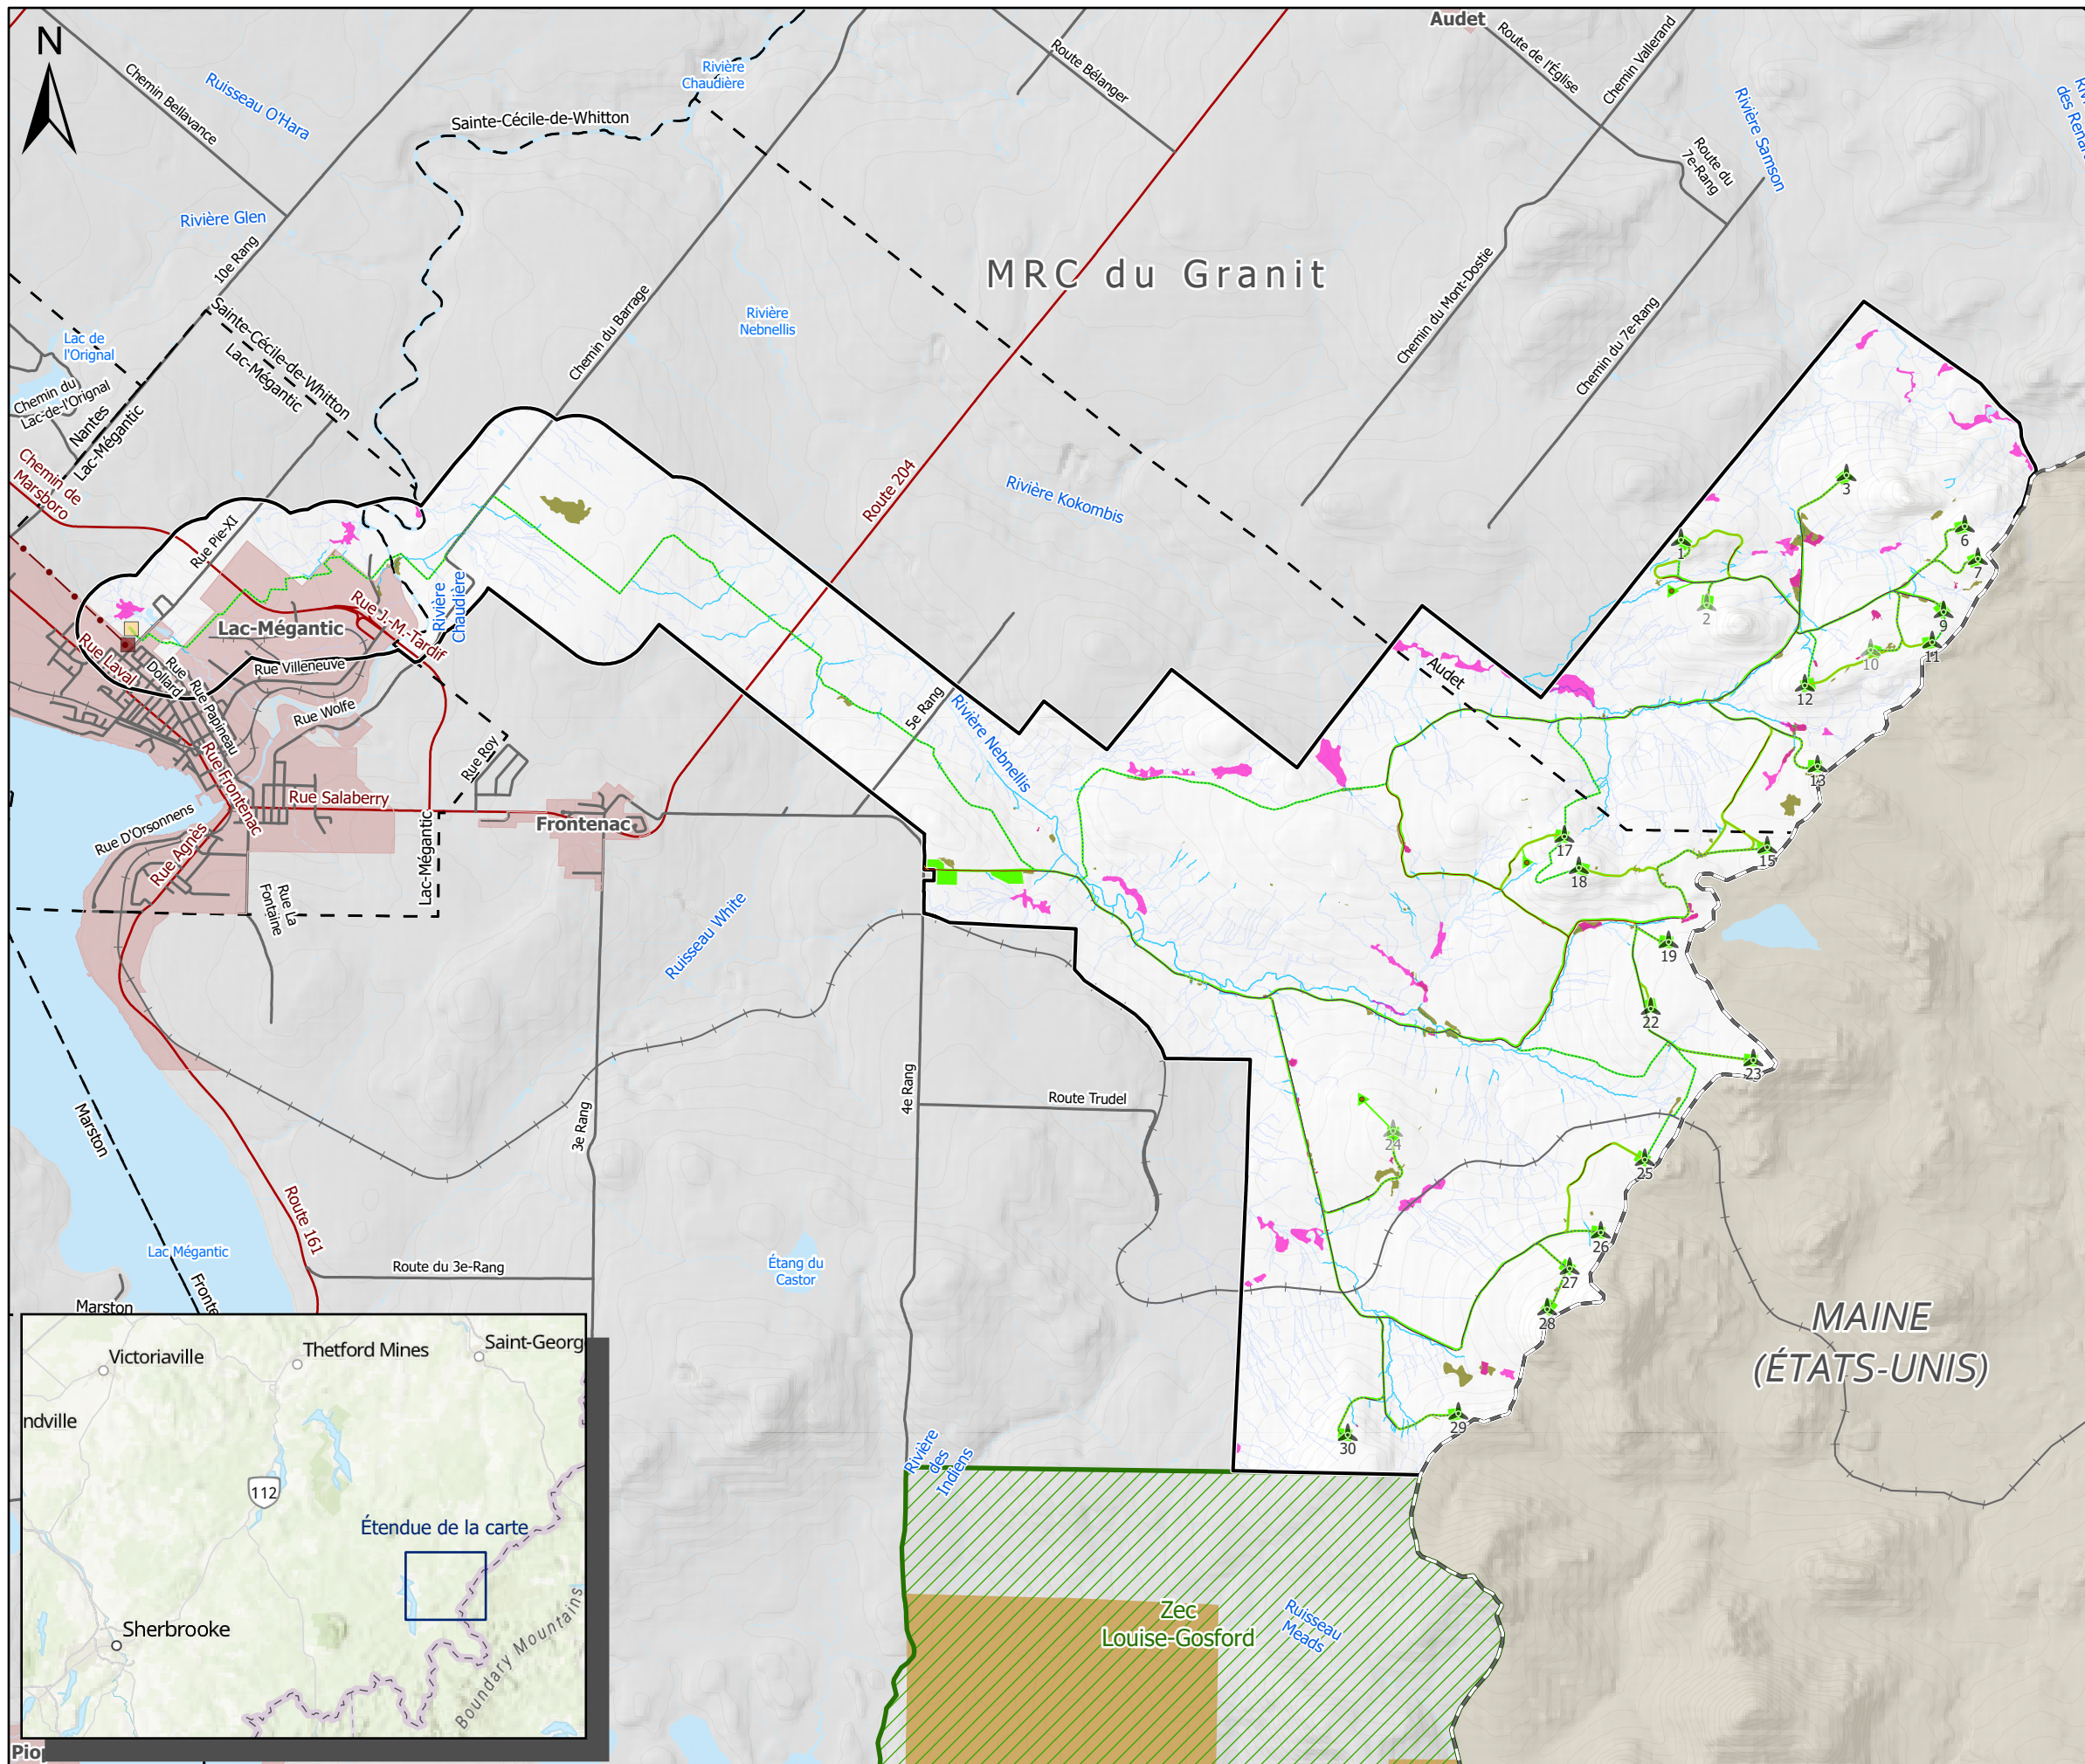 N
Audet
Chemin Bellavance
Ruisseau O'Hara
Rivière
Chaudière
Route Bélanger
Route de l'Église
Chemin Vallerand
Rivière Samson
Sainte-Cécile-de-Whitton
Route du
7e-Rang
Rivière Glen
10e Rang
MRC du Granit
Chemin du Barrage
Rivière
Nebnellis
Chemin du Mont-Dostie
Chemin du 7e-Rang
Lac de
l'Orignal
Sainte-Cécile-de-Whitton
Lac-Mégantic
Chemin du
Lac-de-l'Orignal
Nantes
Lac-Mégantic
Chemin de
Marsboro
Rue Pie-XI
Route 204
Rivière Kokombis
3
1
6
7
2
9
10
11
12
13
Rivière
Chaudière
Rue J.-M.-Tardif
Lac-Mégantic
Rue Laval
Rue
Dollard
Rue Papineau
Rue Villeneuve
Rue Wolfe
Audet
5e Rang
Rivière Nebnellis
Rue Roy
Rue Frontenac
Rue Salaberry
Frontenac
Rue D'Orsonnens
Rue Agnès
Lac-Mégantic
Rue La
Fontaine
Ruisseau White
17
15
18
19
22
23
24
25
26
27
28
29
30
4e Rang
Route Trudel
3e Rang
Marston
Route 161
Lac Mégantic
Route du 3e-Rang
Étang du
Castor
Marston
MAINE
(ÉTATS-UNIS)
Rivière
des
Indiens
Zec
Louise-Gosford
Ruisseau
Meads
Victoriaville
Thetford Mines
112
Étendue de la carte
Sherbrooke
Boundary Mountains